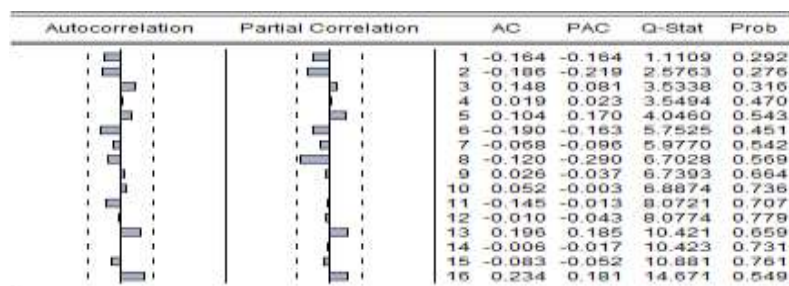 Autocorrelation Partial Correlation AC PAC Q-Stat Prob
1 -0.164 -0.164 1.1109 0.292
2 -0.186 -0.219 2.5763 0.276
3 0.148 0.081 3.5338 0.316
4 0.019 0.023 3.5494 0.470
5 0.104 0.170 4.0460 0.543
6 -0.190 -0.163 5.7525 0.451
7 -0.068 -0.096 5.9770 0.542
8 -0.120 -0.290 6.7028 0.569
9 0.026 -0.037 6.7393 0.664
10 0.052 -0.003 6.8874 0.736
11 -0.145 -0.013 8.0721 0.707
12 -0.010 -0.043 8.0774 0.779
13 0.196 0.185 10.421 0.659
14 -0.006 -0.017 10.423 0.731
15 -0.083 -0.052 10.881 0.761
16 0.234 0.181 14.671 0.549